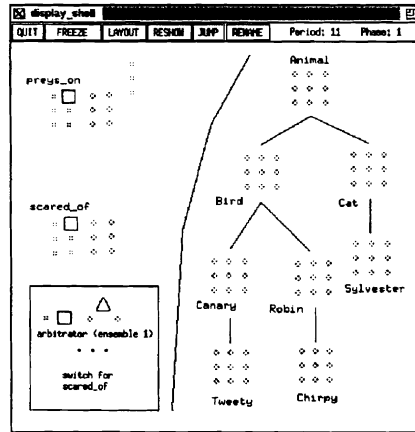 display_shell
QUIT FREEZE LAYOUT RESHOW JUMP RENAME Period: 11 Phase: 1
Animal
preys_on
Bird
Cat
scared_of
Canary
Robin
Sylvester
arbitrator (ensemble 1)
switch for
scared_of
Tweety
Chirpy